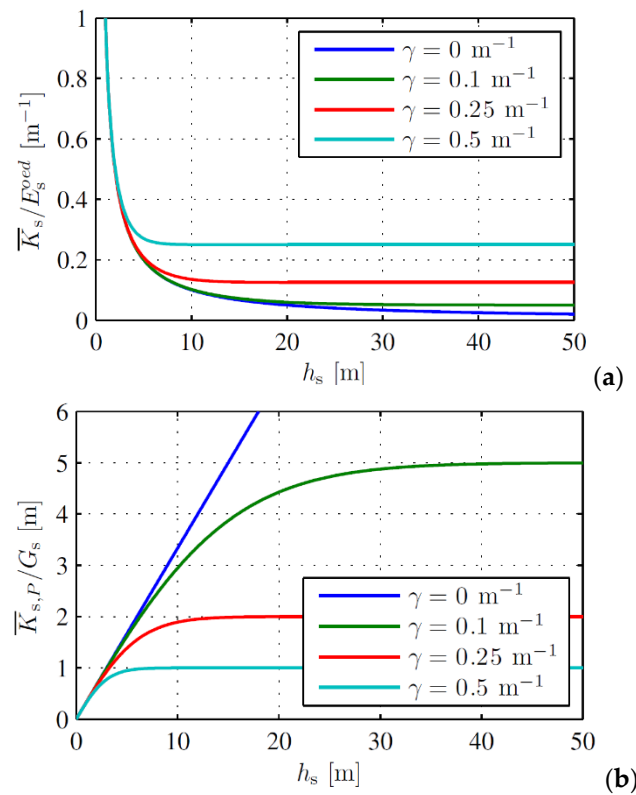 1
0.8
0.6
0.4
0.2
0
K̅s/Es^oed [m⁻¹]
γ = 0 m⁻¹
γ = 0.1 m⁻¹
γ = 0.25 m⁻¹
γ = 0.5 m⁻¹
0 10 20 30 40 50
hs [m]
(a)
6
5
4
3
2
1
0
K̅s,P/Gs [m]
γ = 0 m⁻¹
γ = 0.1 m⁻¹
γ = 0.25 m⁻¹
γ = 0.5 m⁻¹
0 10 20 30 40 50
hs [m]
(b)